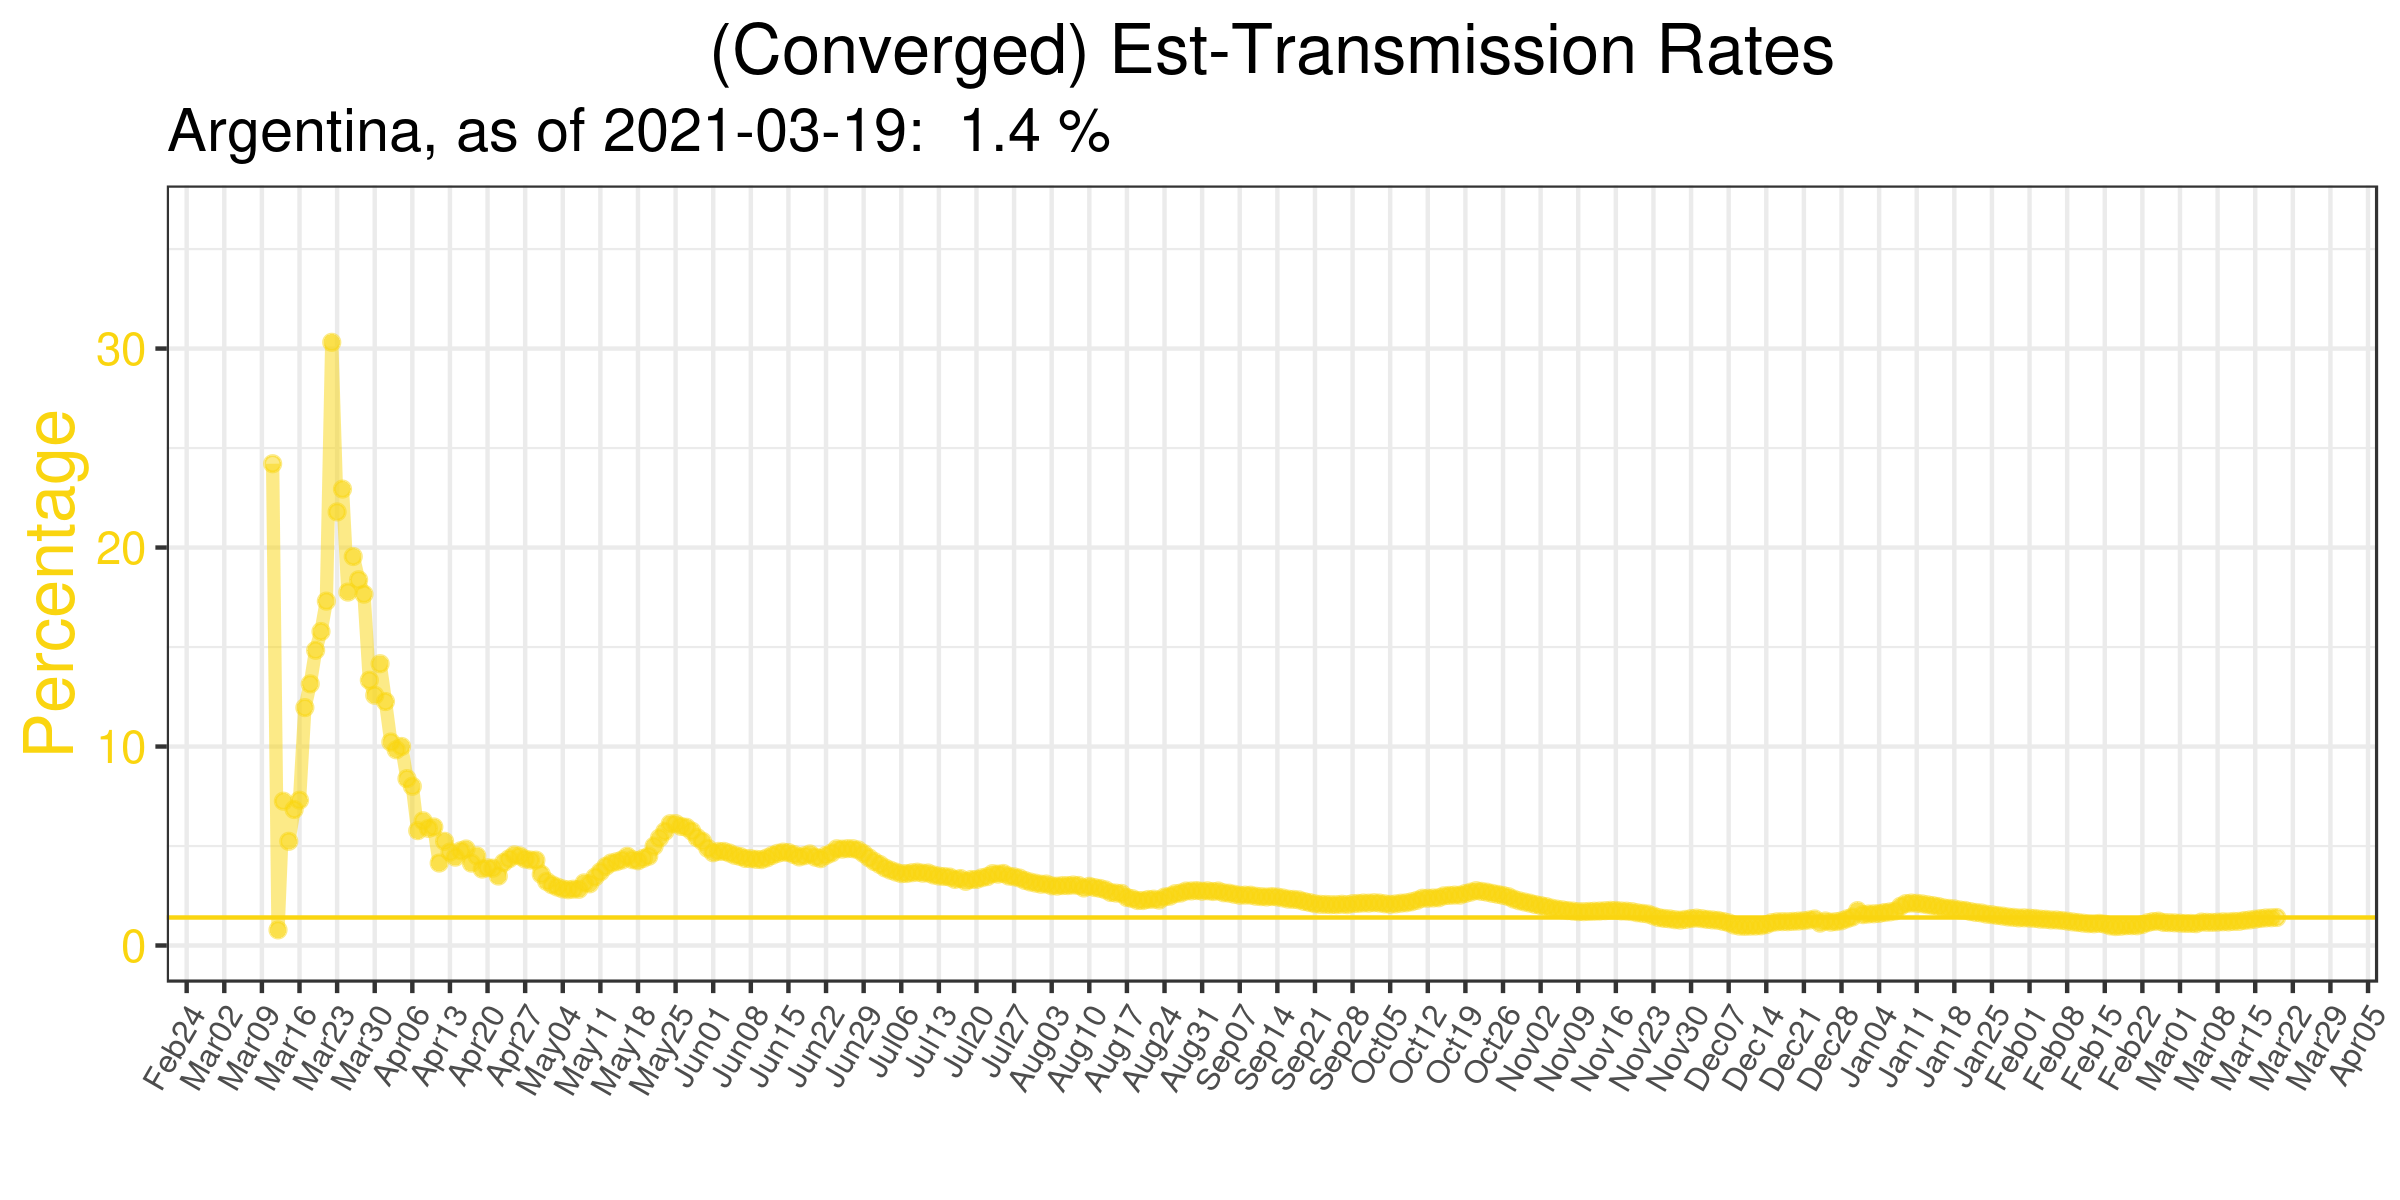 (Converged) Est-Transmission Rates
Argentina, as of 2021-03-19:  1.4 %
Percentage
30
20
10
0
Feb24
Mar02
Mar09
Mar16
Mar23
Mar30
Apr06
Apr13
Apr20
Apr27
May04
May11
May18
May25
Jun01
Jun08
Jun15
Jun22
Jun29
Jul06
Jul13
Jul20
Jul27
Aug03
Aug10
Aug17
Aug24
Aug31
Sep07
Sep14
Sep21
Sep28
Oct05
Oct12
Oct19
Oct26
Nov02
Nov09
Nov16
Nov23
Nov30
Dec07
Dec14
Dec21
Dec28
Jan04
Jan11
Jan18
Jan25
Feb01
Feb08
Feb15
Feb22
Mar01
Mar08
Mar15
Mar22
Mar29
Apr05